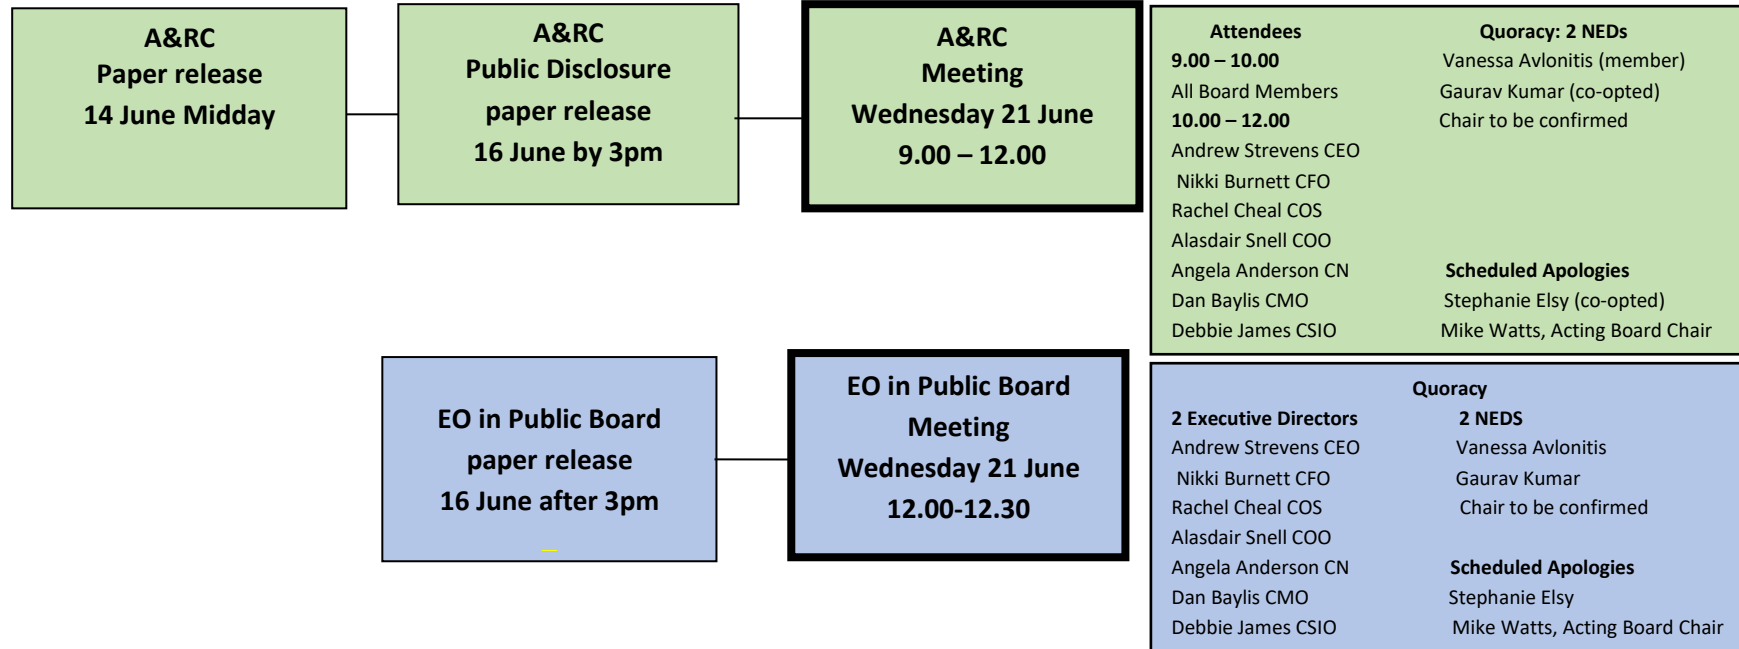 A&RC
Paper release
14 June Midday
A&RC
Public Disclosure
paper release
16 June by 3pm
A&RC
Meeting
Wednesday 21 June
9.00 – 12.00
Attendees
9.00 – 10.00
All Board Members
10.00 – 12.00
Andrew Strevens CEO
Nikki Burnett CFO
Rachel Cheal COS
Alasdair Snell COO
Angela Anderson CN
Dan Baylis CMO
Debbie James CSIO
Quoracy: 2 NEDs
Vanessa Avlonitis (member)
Gaurav Kumar (co-opted)
Chair to be confirmed
Scheduled Apologies
Stephanie Elsy (co-opted)
Mike Watts, Acting Board Chair
EO in Public Board
paper release
16 June after 3pm
EO in Public Board
Meeting
Wednesday 21 June
12.00-12.30
Quoracy
2 Executive Directors
Andrew Strevens CEO
Nikki Burnett CFO
Rachel Cheal COS
Alasdair Snell COO
Angela Anderson CN
Dan Baylis CMO
Debbie James CSIO
2 NEDS
Vanessa Avlonitis
Gaurav Kumar
Chair to be confirmed
Scheduled Apologies
Stephanie Elsy
Mike Watts, Acting Board Chair